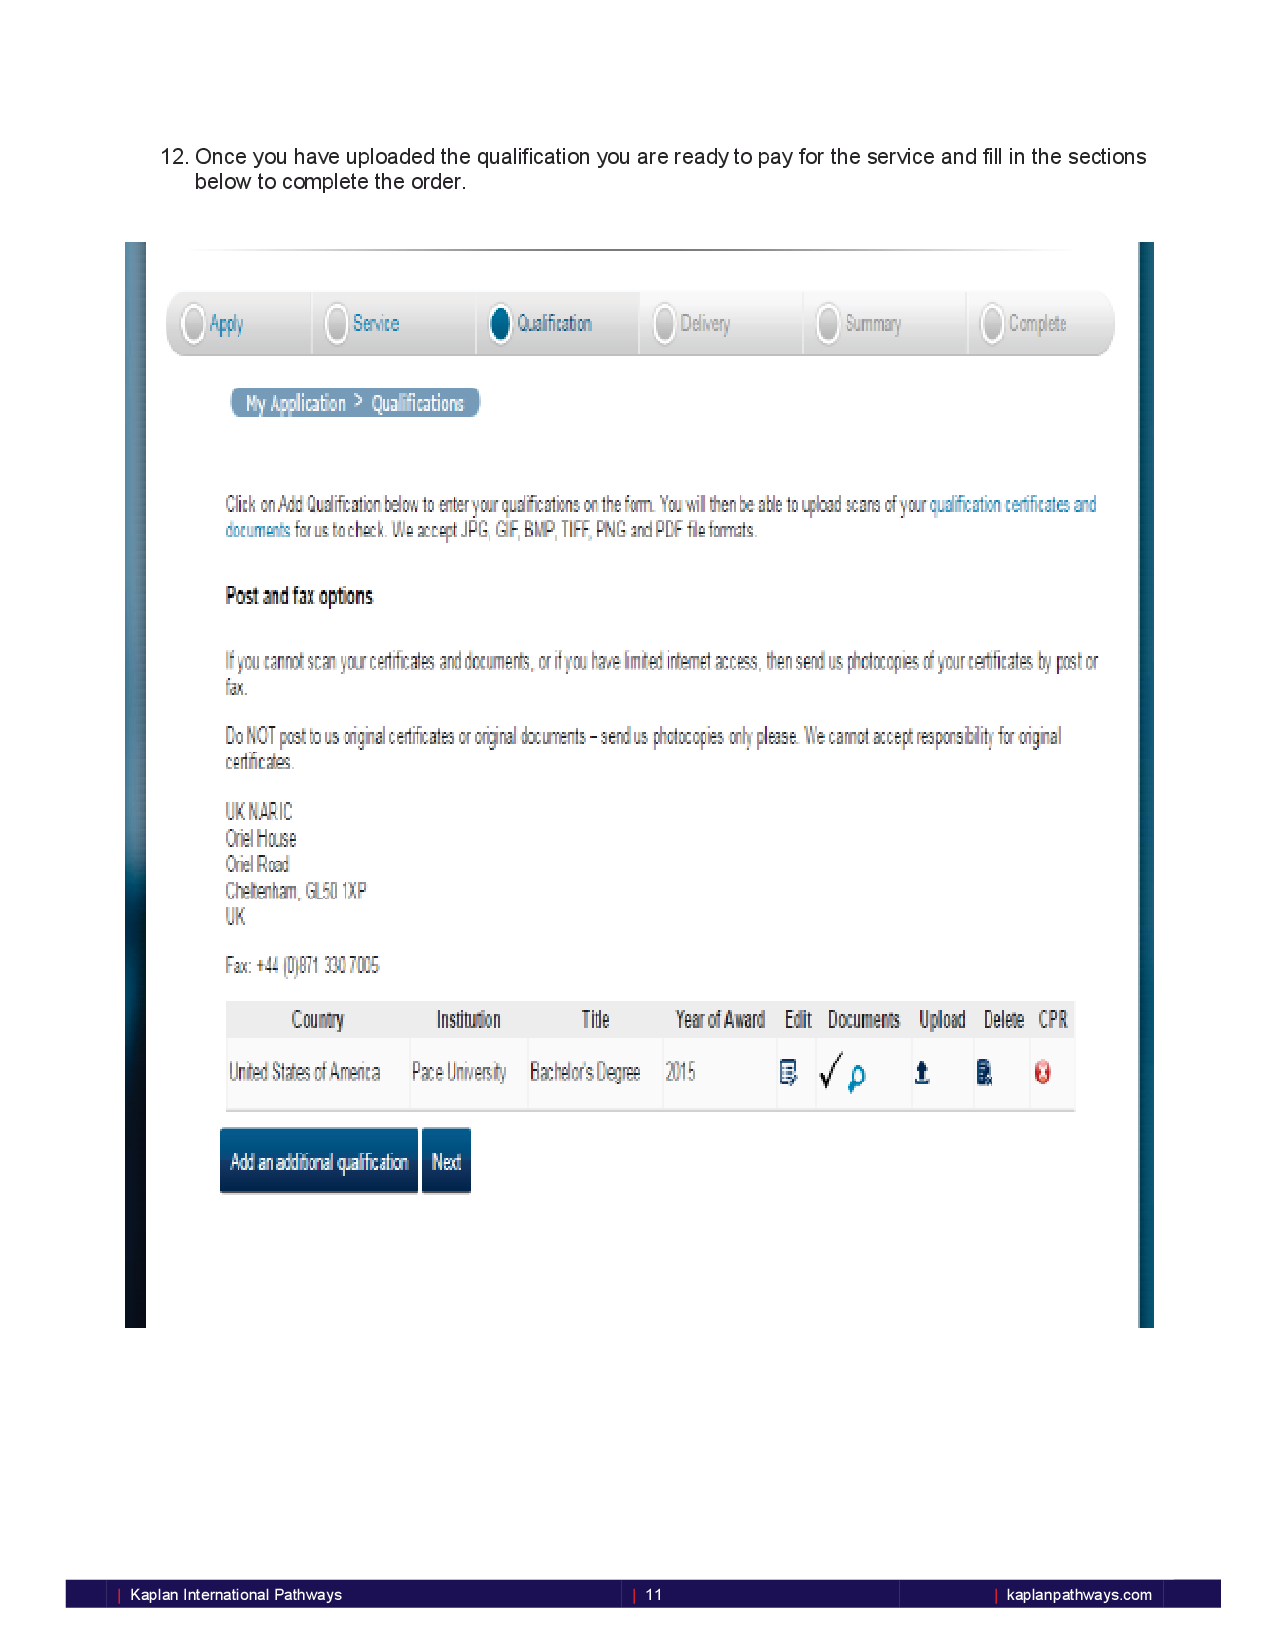 12. Once you have uploaded the qualification you are ready to pay for the service and fill in the sections
below to complete the order.
Apply Service Qualification Delivery Summary Complete
My Application > Qualifications
Click on Add Qualification below to enter your qualifications on the form. You will then be able to upload scans of your qualification certificates and
documents for us to check. We accept JPG, GIF, BMP, TIFF, PNG and PDF file formats.
Post and fax options
If you cannot scan your certificates and documents, or if you have limited internet access, then send us photocopies of your certificates by post or
fax.
Do NOT post to us original certificates or original documents – send us photocopies only please. We cannot accept responsibility for original
certificates.
UK NARIC
Oriel House
Oriel Road
Cheltenham, GL50 1XP
UK
Fax: +44 (0)871 330 7005
Country Institution Title Year of Award Edit Documents Upload Delete CPR
United States of America Pace University Bachelor's Degree 2015
Add an additional qualification Next
| Kaplan International Pathways | 11 | kaplanpathways.com